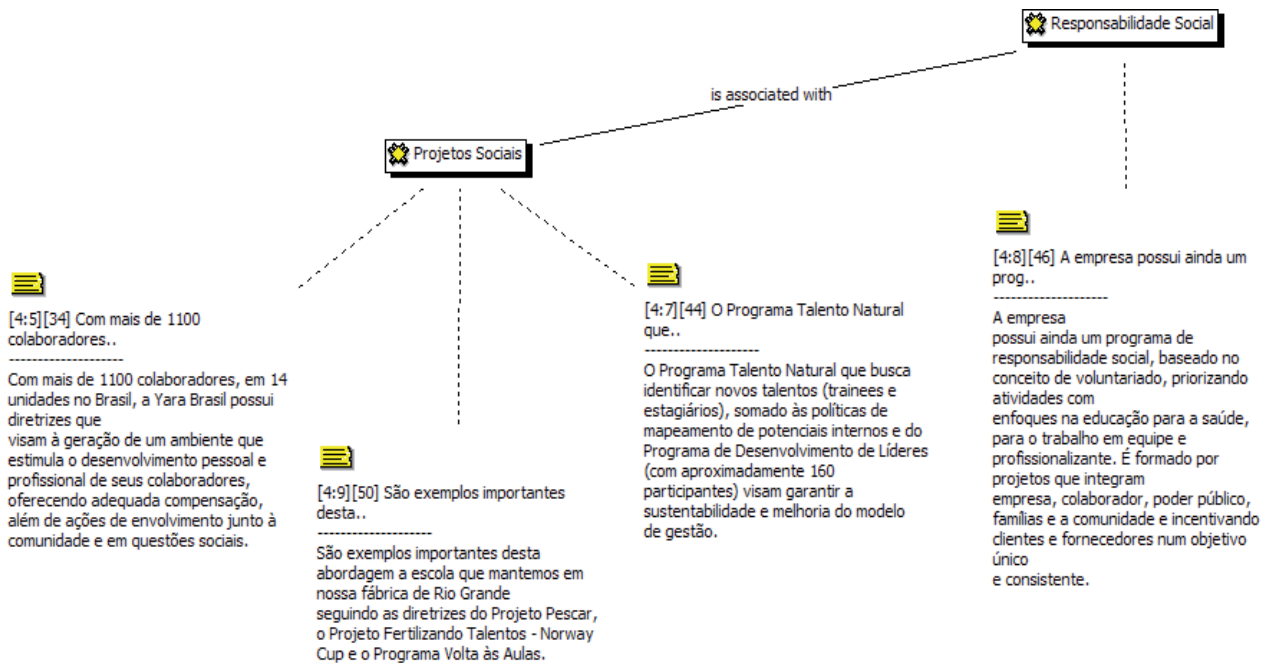 Responsabilidade Social
is associated with
Projetos Sociais
[4:5][34] Com mais de 1100
colaboradores..
--------------------
Com mais de 1100 colaboradores, em 14
unidades no Brasil, a Yara Brasil possui
diretrizes que
visam à geração de um ambiente que
estimula o desenvolvimento pessoal e
profissional de seus colaboradores,
oferecendo adequada compensação,
além de ações de envolvimento junto à
comunidade e em questões sociais.
[4:9][50] São exemplos importantes
desta..
--------------------
São exemplos importantes desta
abordagem a escola que mantemos em
nossa fábrica de Rio Grande
seguindo as diretrizes do Projeto Pescar,
o Projeto Fertilizando Talentos - Norway
Cup e o Programa Volta às Aulas.
[4:7][44] O Programa Talento Natural
que..
--------------------
O Programa Talento Natural que busca
identificar novos talentos (trainees e
estagiários), somado às políticas de
mapeamento de potenciais internos e do
Programa de Desenvolvimento de Líderes
(com aproximadamente 160
participantes) visam garantir a
sustentabilidade e melhoria do modelo
de gestão.
[4:8][46] A empresa possui ainda um
prog..
--------------------
A empresa
possui ainda um programa de
responsabilidade social, baseado no
conceito de voluntariado, priorizando
atividades com
enfoques na educação para a saúde,
para o trabalho em equipe e
profissionalizante. É formado por
projetos que integram
empresa, colaborador, poder público,
famílias e a comunidade e incentivando
clientes e fornecedores num objetivo
único
e consistente.